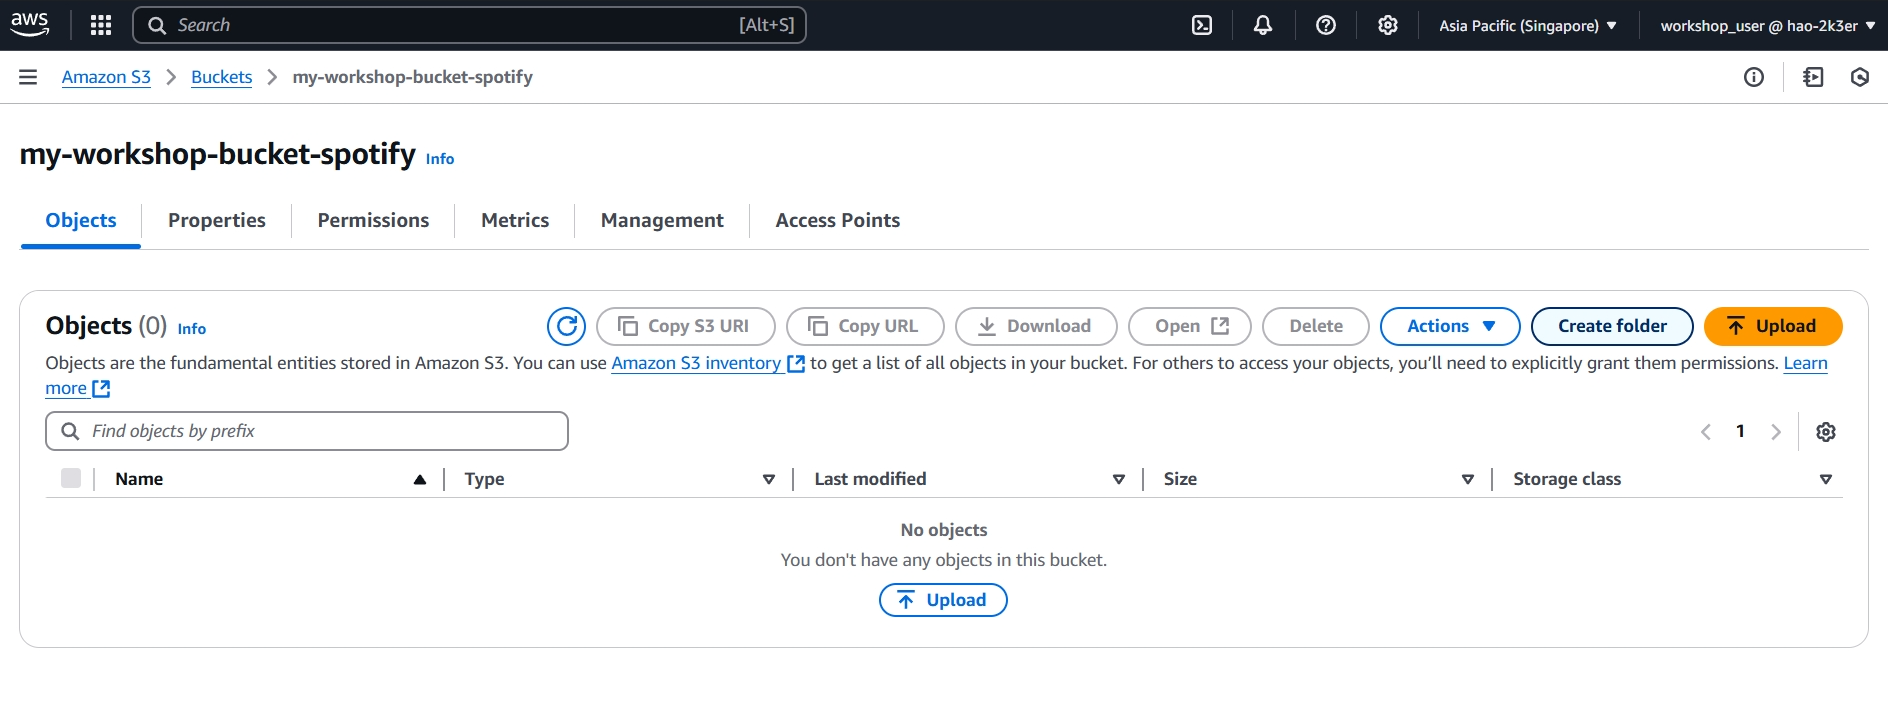 aws Search [Alt+S] Asia Pacific (Singapore) workshop_user @ hao-2k3er
Amazon S3 Buckets my-workshop-bucket-spotify
my-workshop-bucket-spotify Info
Objects Properties Permissions Metrics Management Access Points
Objects (0) Info Copy S3 URI Copy URL Download Open Delete Actions Create folder Upload
Objects are the fundamental entities stored in Amazon S3. You can use Amazon S3 inventory to get a list of all objects in your bucket. For others to access your objects, you’ll need to explicitly grant them permissions. Learn
more
Find objects by prefix 1
Name Type Last modified Size Storage class
No objects
You don't have any objects in this bucket.
Upload